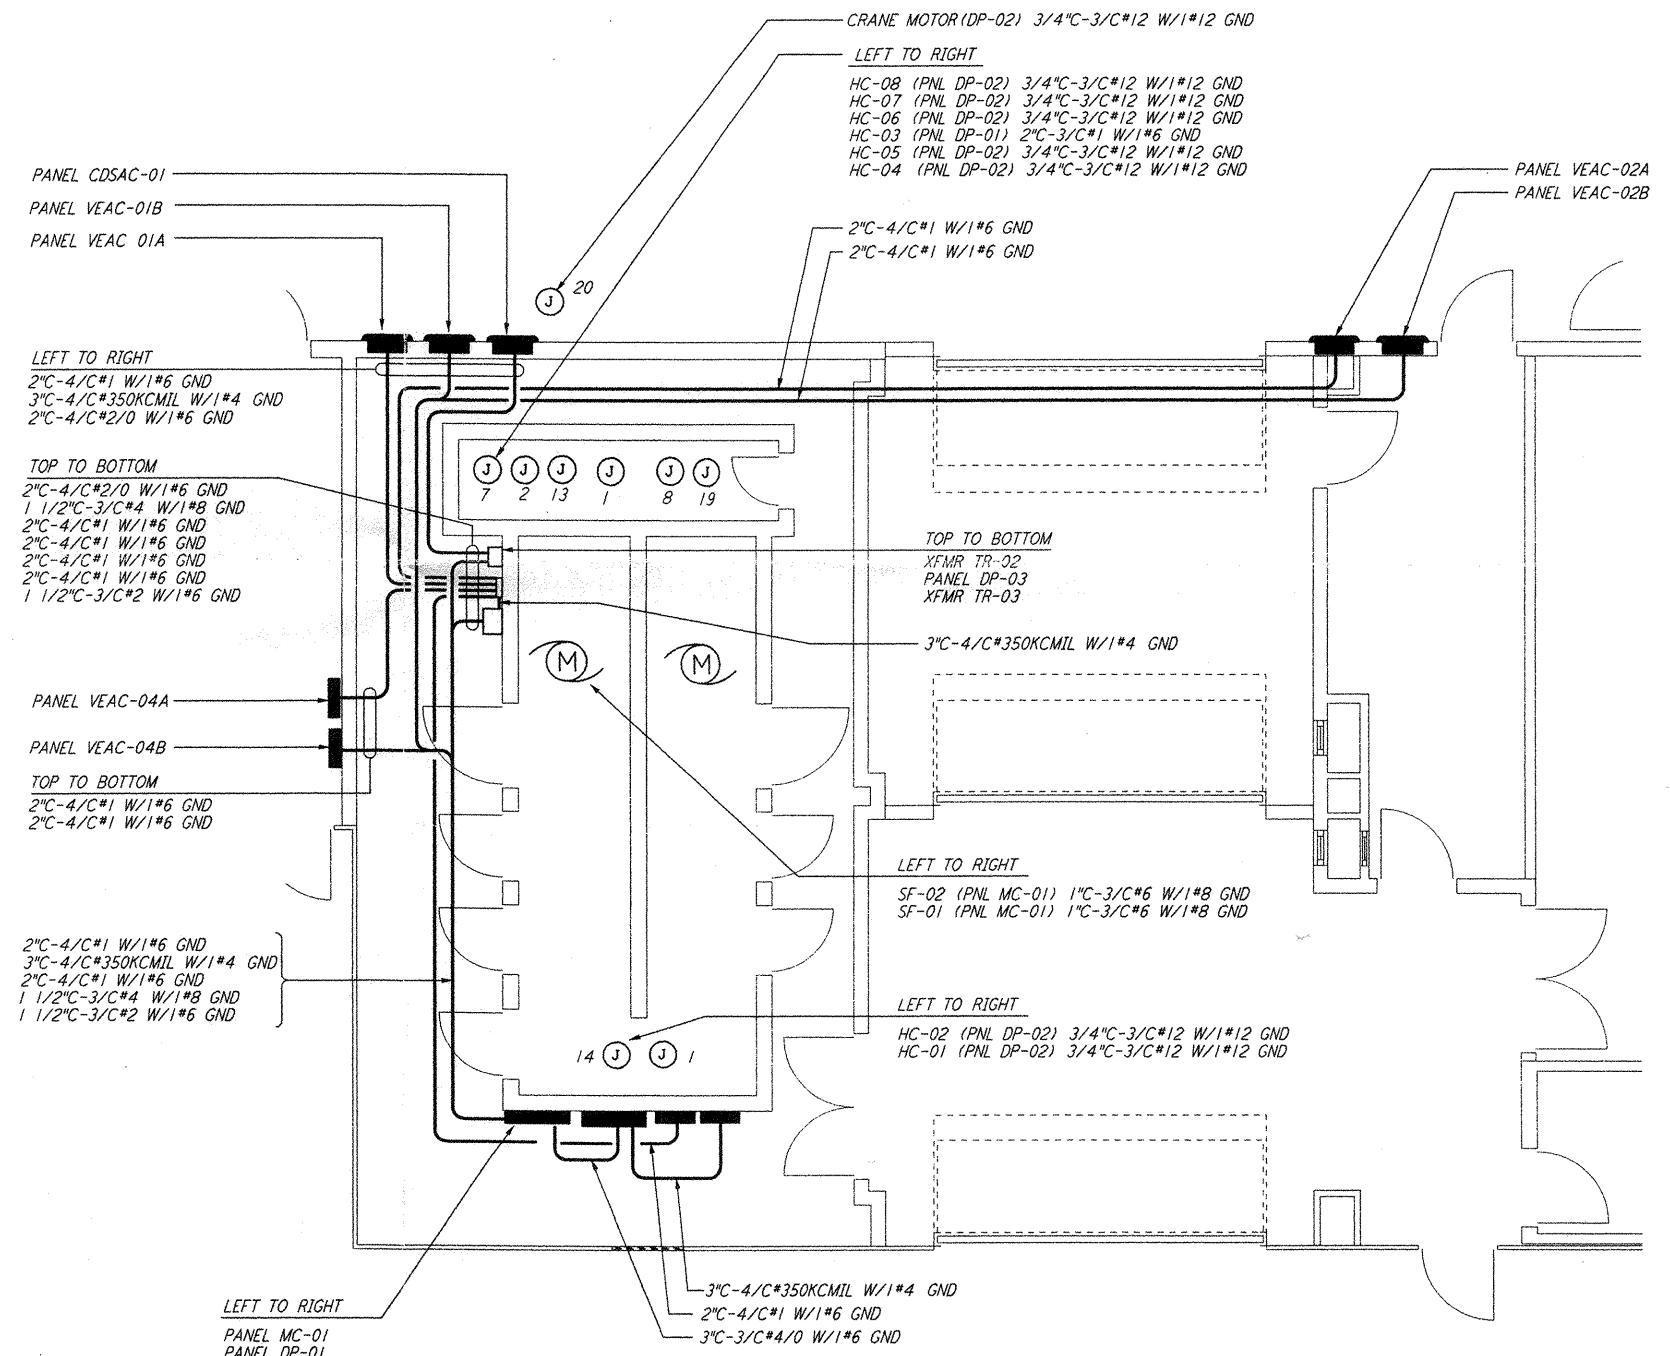 CRANE MOTOR(DP-02) 3/4"C-3/C#12 W/1#12 GND
LEFT TO RIGHT
HC-08 (PNL DP-02) 3/4"C-3/C#12 W/1#12 GND
HC-07 (PNL DP-02) 3/4"C-3/C#12 W/1#12 GND
HC-06 (PNL DP-02) 3/4"C-3/C#12 W/1#12 GND
HC-03 (PNL DP-01) 2"C-3/C#1 W/1#6 GND
HC-05 (PNL DP-02) 3/4"C-3/C#12 W/1#12 GND
HC-04 (PNL DP-02) 3/4"C-3/C#12 W/1#12 GND
PANEL CDSAC-01
PANEL VEAC-01B
PANEL VEAC 01A
PANEL VEAC-02A
PANEL VEAC-02B
2"C-4/C#1 W/1#6 GND
2"C-4/C#1 W/1#6 GND
J 20
LEFT TO RIGHT
2"C-4/C#1 W/1#6 GND
3"C-4/C#350KCMIL W/1#4 GND
2"C-4/C#2/0 W/1#6 GND
TOP TO BOTTOM
2"C-4/C#2/0 W/1#6 GND
1 1/2"C-3/C#4 W/1#8 GND
2"C-4/C#1 W/1#6 GND
2"C-4/C#1 W/1#6 GND
2"C-4/C#1 W/1#6 GND
2"C-4/C#1 W/1#6 GND
1 1/2"C-3/C#2 W/1#6 GND
J J J J J J
7 2 13 1 8 19
TOP TO BOTTOM
XFMR TR-02
PANEL DP-03
XFMR TR-03
3"C-4/C#350KCMIL W/1#4 GND
M M
PANEL VEAC-04A
PANEL VEAC-04B
TOP TO BOTTOM
2"C-4/C#1 W/1#6 GND
2"C-4/C#1 W/1#6 GND
LEFT TO RIGHT
SF-02 (PNL MC-01) 1"C-3/C#6 W/1#8 GND
SF-01 (PNL MC-01) 1"C-3/C#6 W/1#8 GND
2"C-4/C#1 W/1#6 GND
3"C-4/C#350KCMIL W/1#4 GND
2"C-4/C#1 W/1#6 GND
1 1/2"C-3/C#4 W/1#8 GND
1 1/2"C-3/C#2 W/1#6 GND
LEFT TO RIGHT
HC-02 (PNL DP-02) 3/4"C-3/C#12 W/1#12 GND
HC-01 (PNL DP-02) 3/4"C-3/C#12 W/1#12 GND
14 J J 1
3"C-4/C#350KCMIL W/1#4 GND
2"C-4/C#1 W/1#6 GND
3"C-3/C#4/0 W/1#6 GND
LEFT TO RIGHT
PANEL MC-01
PANEL DP-01